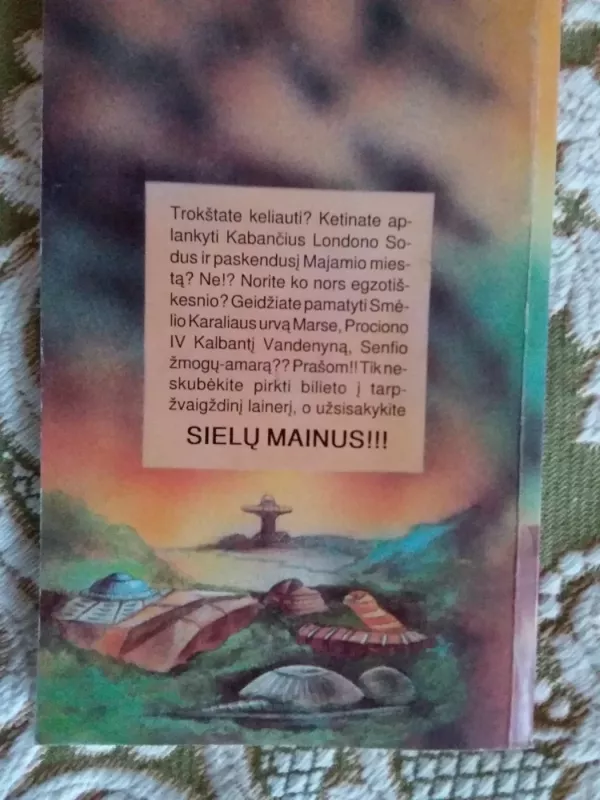 Trokštate keliauti? Ketinate ap-
lankyti Kabančius Londono So-
dus ir paskendusį Majamio mies-
tą? Ne!? Norite ko nors egzotiš-
kesnio? Geidžiate pamatyti Smė-
lio Karaliaus urvą Marse, Prociono
IV Kalbantį Vandenyną, Senfio
žmogų-amarą?? Prašom!! Tik ne-
skubėkite pirkti bilieto į tarp-
žvaigždinį lainerį, o užsisakykite
SIELŲ MAINUS!!!